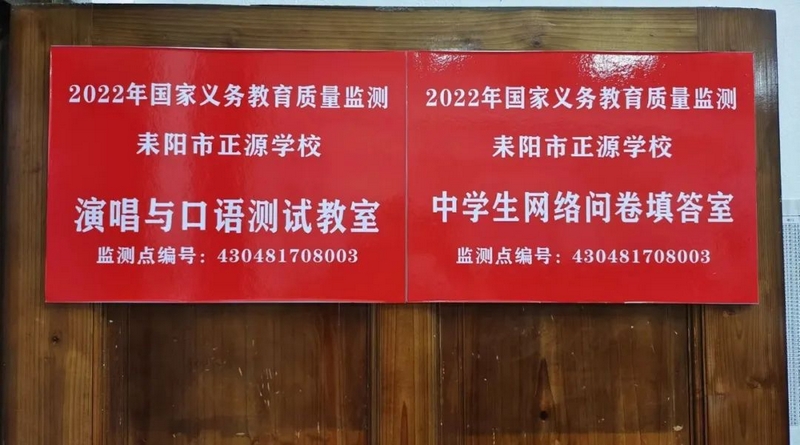 2022年国家义务教育质量监测
耒阳市正源学校
演唱与口语测试教室
监测点编号：430481708003
2022年国家义务教育质量监测
耒阳市正源学校
中学生网络问卷填答室
监测点编号：430481708003